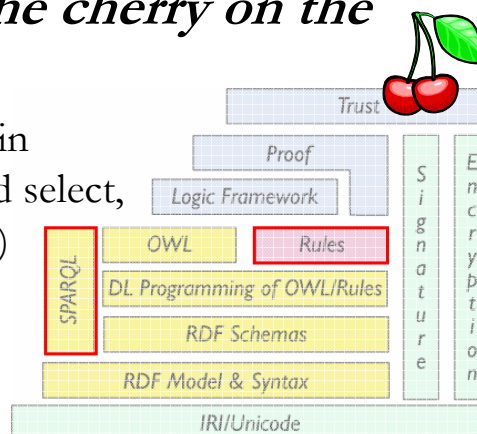 he cherry on the
Trust
in
Proof
d select,
Logic Framework
)
OWL
Rules
SPARQL
DL Programming of OWL/Rules
RDF Schemas
RDF Model & Syntax
IRI/Unicode
Signature
Encryption